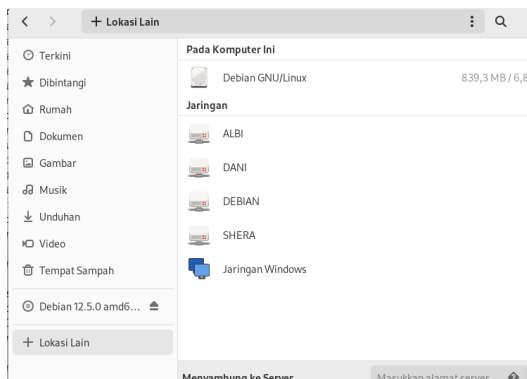 + Lokasi Lain
Terkini
Dibintangi
Rumah
Dokumen
Gambar
Musik
Unduhan
Video
Tempat Sampah
Debian 12.5.0 amd6...
+ Lokasi Lain
Pada Komputer Ini
Debian GNU/Linux 839,3 MB / 6,8
Jaringan
ALBI
DANI
DEBIAN
SHERA
Jaringan Windows
Menyambung ke Server Masukkan alamat server...